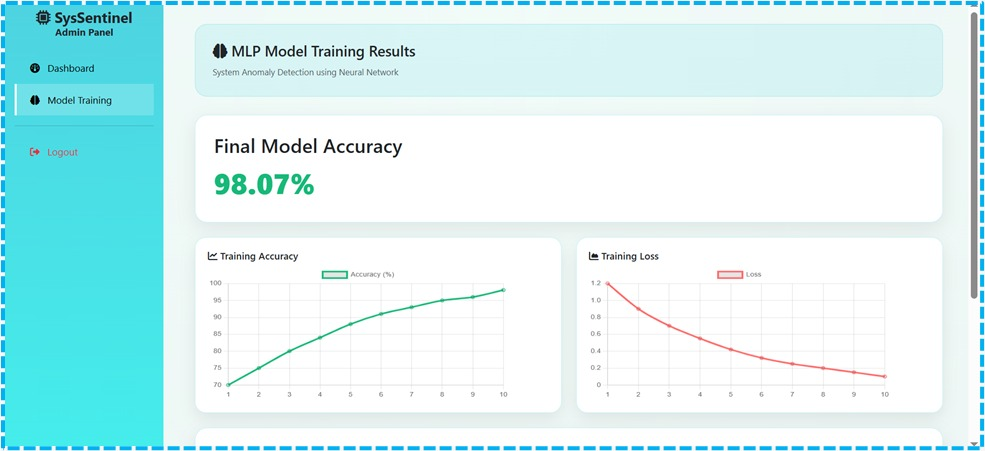 SysSentinel
Admin Panel
Dashboard
Model Training
Logout
MLP Model Training Results
System Anomaly Detection using Neural Network
Final Model Accuracy
98.07%
Training Accuracy
Accuracy (%)
100
95
90
85
80
75
70
1 2 3 4 5 6 7 8 9 10
Training Loss
Loss
1.2
1.0
0.8
0.6
0.4
0.2
0
1 2 3 4 5 6 7 8 9 10